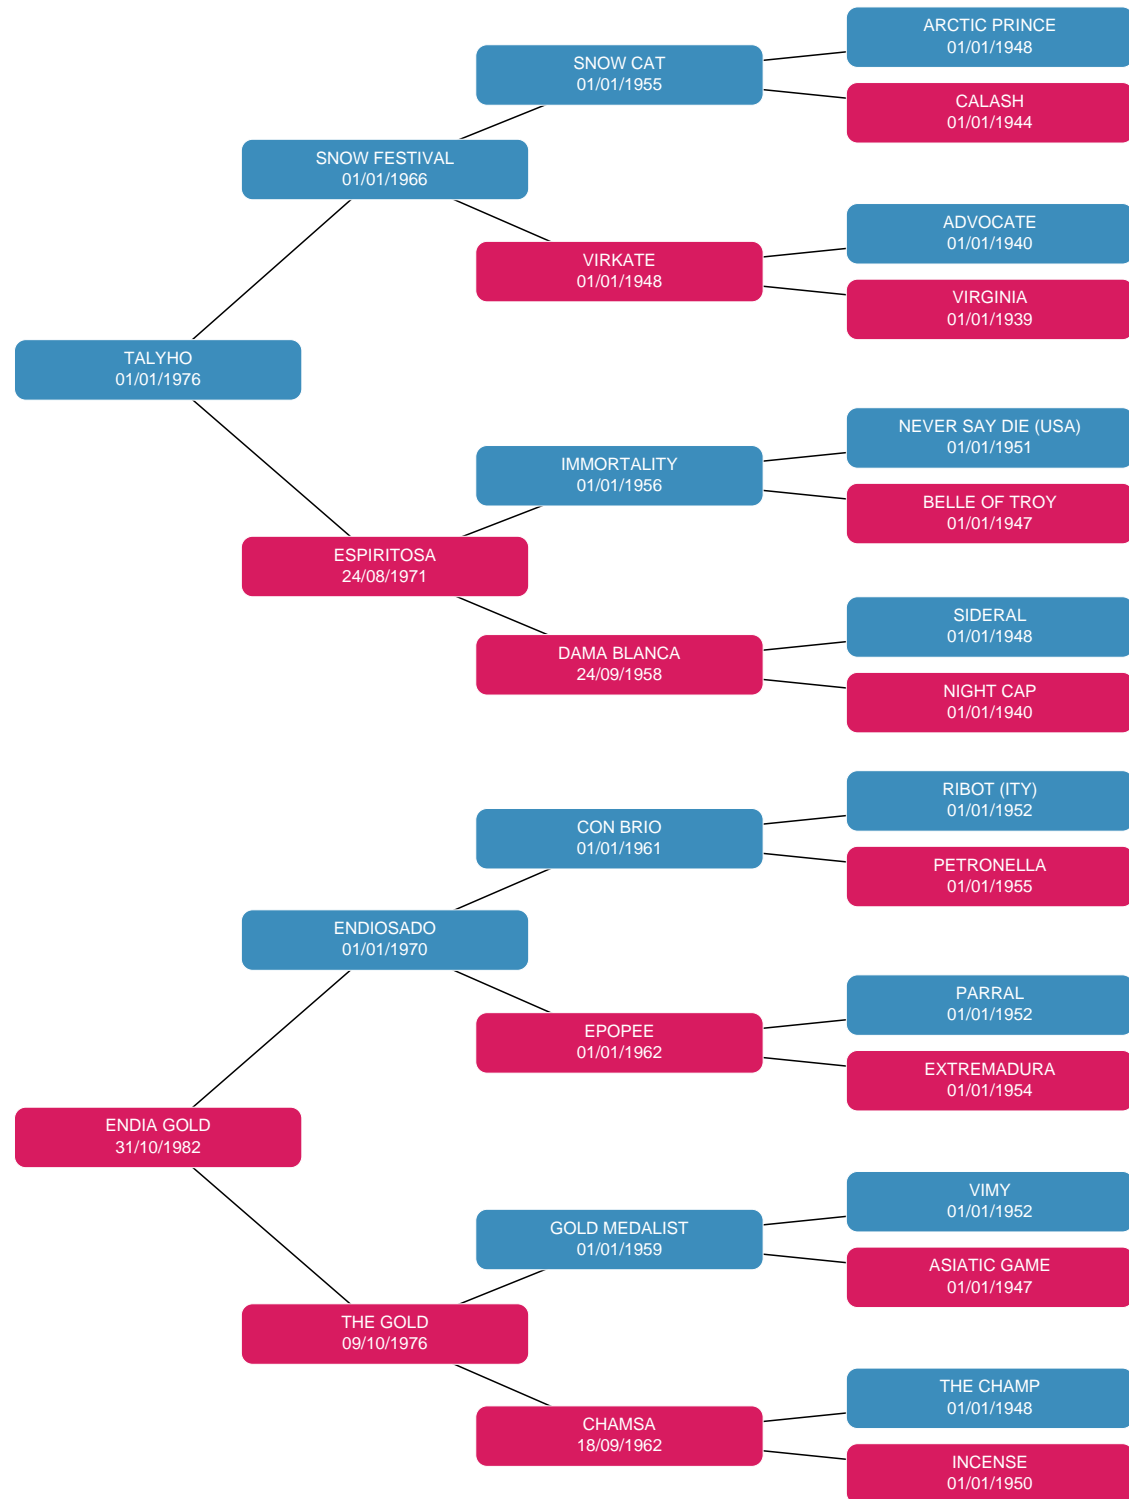 ARCTIC PRINCE
01/01/1948
SNOW CAT
01/01/1955
CALASH
01/01/1944
SNOW FESTIVAL
01/01/1966
ADVOCATE
01/01/1940
VIRKATE
01/01/1948
VIRGINIA
01/01/1939
TALYHO
01/01/1976
NEVER SAY DIE (USA)
01/01/1951
IMMORTALITY
01/01/1956
BELLE OF TROY
01/01/1947
ESPIRITOSA
24/08/1971
SIDERAL
01/01/1948
DAMA BLANCA
24/09/1958
NIGHT CAP
01/01/1940
RIBOT (ITY)
01/01/1952
CON BRIO
01/01/1961
PETRONELLA
01/01/1955
ENDIOSADO
01/01/1970
PARRAL
01/01/1952
EPOPEE
01/01/1962
EXTREMADURA
01/01/1954
ENDIA GOLD
31/10/1982
VIMY
01/01/1952
GOLD MEDALIST
01/01/1959
ASIATIC GAME
01/01/1947
THE GOLD
09/10/1976
THE CHAMP
01/01/1948
CHAMSA
18/09/1962
INCENSE
01/01/1950